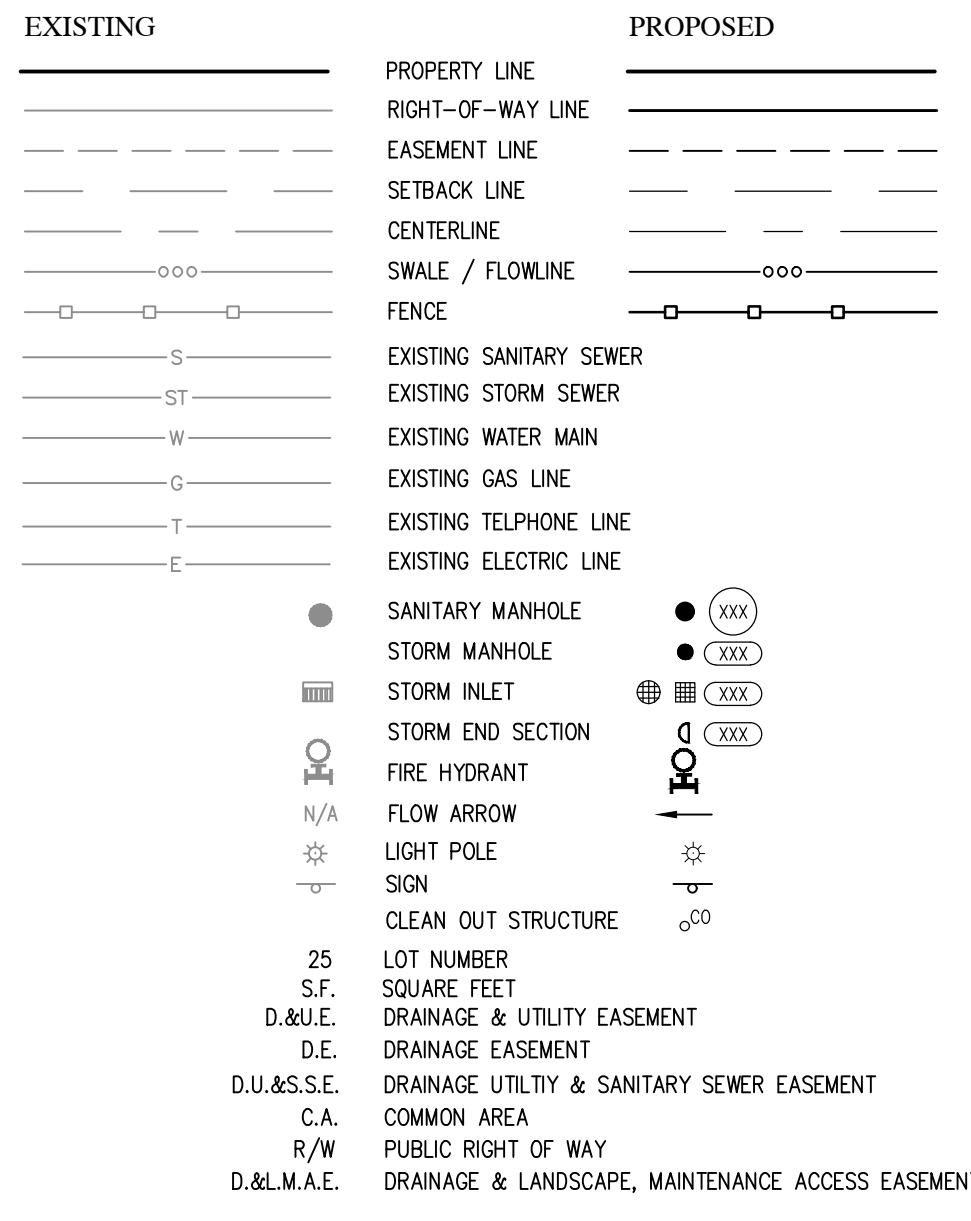 EXISTING PROPOSED
PROPERTY LINE
RIGHT-OF-WAY LINE
EASEMENT LINE
SETBACK LINE
CENTERLINE
SWALE / FLOWLINE
FENCE
S EXISTING SANITARY SEWER
ST EXISTING STORM SEWER
W EXISTING WATER MAIN
G EXISTING GAS LINE
T EXISTING TELPHONE LINE
E EXISTING ELECTRIC LINE
SANITARY MANHOLE XXX
STORM MANHOLE XXX
STORM INLET XXX
STORM END SECTION XXX
FIRE HYDRANT
N/A FLOW ARROW
LIGHT POLE
SIGN
CLEAN OUT STRUCTURE CO
25 LOT NUMBER
S.F. SQUARE FEET
D.&U.E. DRAINAGE & UTILITY EASEMENT
D.E. DRAINAGE EASEMENT
D.U.&S.S.E. DRAINAGE UTILTIY & SANITARY SEWER EASEMENT
C.A. COMMON AREA
R/W PUBLIC RIGHT OF WAY
D.&L.M.A.E. DRAINAGE & LANDSCAPE, MAINTENANCE ACCESS EASEMENT